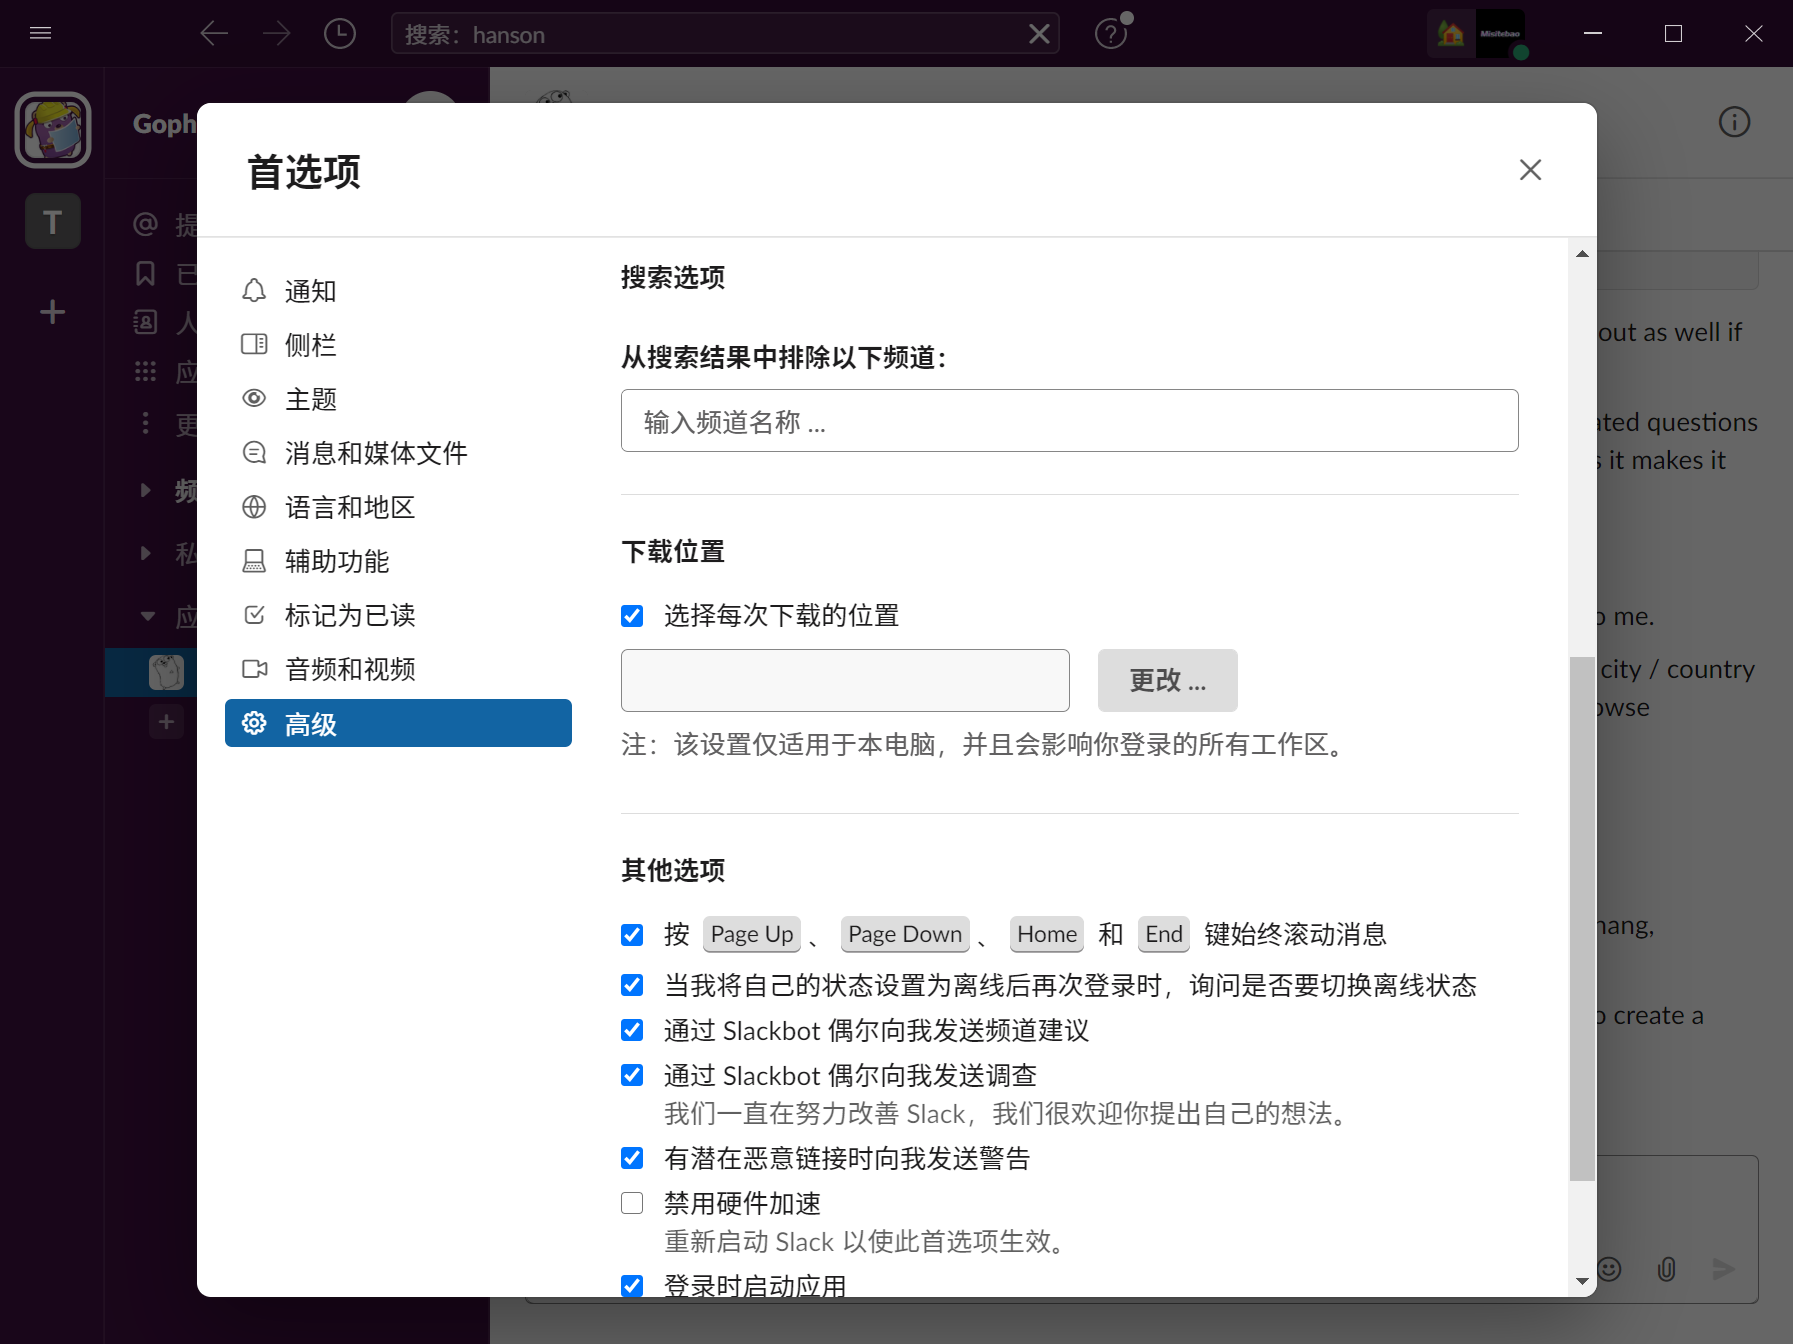 搜索：hanson
Misitebao
Goph
T
提
已
人
应
更
频
私
应
首选项
通知
侧栏
主题
消息和媒体文件
语言和地区
辅助功能
标记为已读
音频和视频
高级
搜索选项
从搜索结果中排除以下频道：
输入频道名称 ...
下载位置
选择每次下载的位置
更改 ...
注：该设置仅适用于本电脑，并且会影响你登录的所有工作区。
其他选项
按 Page Up 、 Page Down 、 Home 和 End 键始终滚动消息
当我将自己的状态设置为离线后再次登录时，询问是否要切换离线状态
通过 Slackbot 偶尔向我发送频道建议
通过 Slackbot 偶尔向我发送调查
我们一直在努力改善 Slack，我们很欢迎你提出自己的想法。
有潜在恶意链接时向我发送警告
禁用硬件加速
重新启动 Slack 以使此首选项生效。
登录时启动应用
out as well if
ated questions
s it makes it
o me.
city / country
owse
hang,
o create a